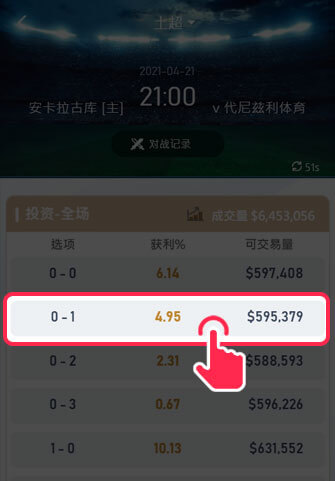 土超
2021-04-21
安卡拉古库 [主] 21:00 v 代尼兹利体育
对战记录
51s
投资-全场 成交量 $6,453,056
选项 获利% 可交易量
0 - 0 6.14 $597,408
0 - 1 4.95 $595,379
0 - 2 2.31 $588,593
0 - 3 0.67 $596,226
1 - 0 10.13 $631,552